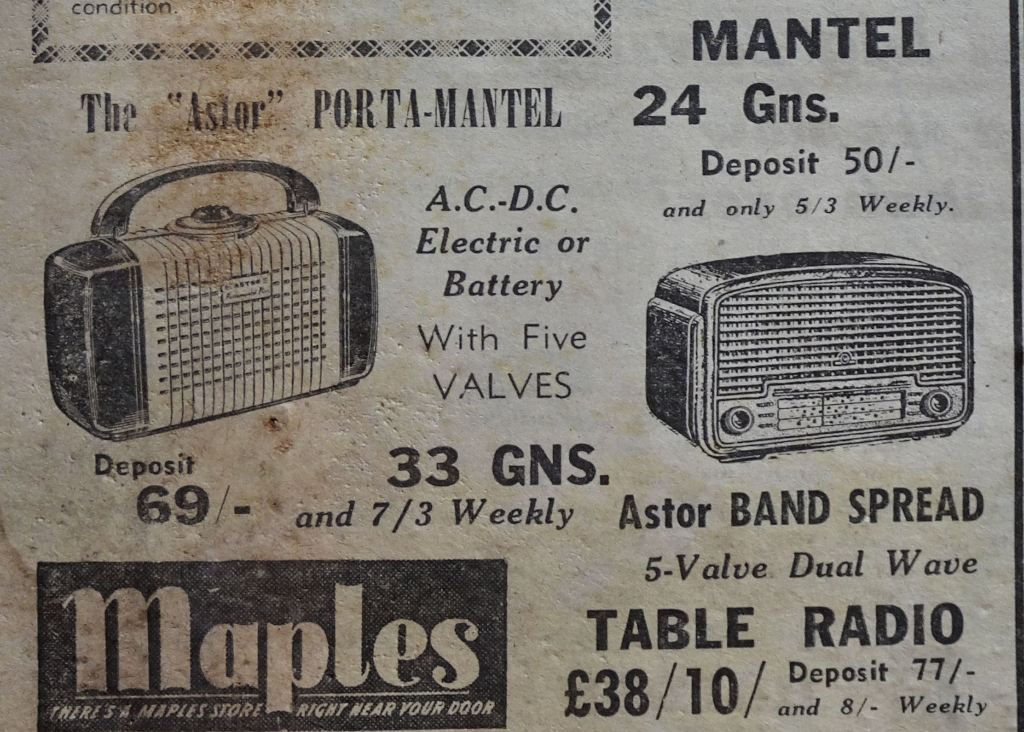 condition.
The "Astor" PORTA-MANTEL
A.C.-D.C.
Electric or
Battery
With Five
VALVES
ASTOR
Deposit
69/-
33 GNS.
and 7/3 Weekly
Maples
THERE'S A MAPLES STORE RIGHT NEAR YOUR DOOR
MANTEL
24 Gns.
Deposit 50/-
and only 5/3 Weekly.
Astor BAND SPREAD
5-Valve Dual Wave
TABLE RADIO
£38/10/
Deposit 77/-
and 8/- Weekly